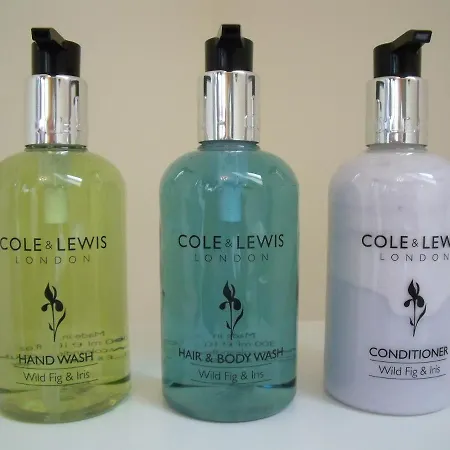 COLE & LEWIS
LONDON
HAND WASH
Wild Fig & Iris
COLE & LEWIS
LONDON
HAIR & BODY WASH
Wild Fig & Iris
COLE & LEW
LONDON
CONDITIONER
Wild Fig & Iris